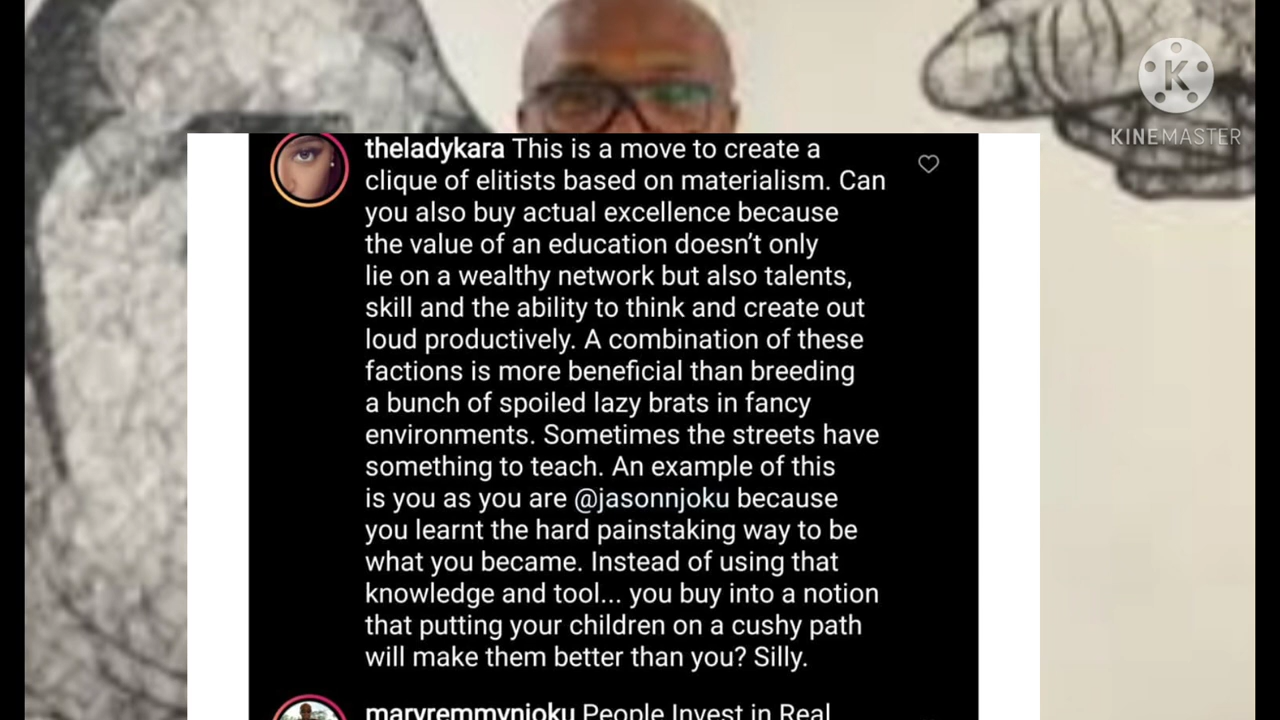 KINEMASTER
theladykara This is a move to create a
clique of elitists based on materialism. Can
you also buy actual excellence because
the value of an education doesn’t only
lie on a wealthy network but also talents,
skill and the ability to think and create out
loud productively. A combination of these
factions is more beneficial than breeding
a bunch of spoiled lazy brats in fancy
environments. Sometimes the streets have
something to teach. An example of this
is you as you are @jasonnjoku because
you learnt the hard painstaking way to be
what you became. Instead of using that
knowledge and tool... you buy into a notion
that putting your children on a cushy path
will make them better than you? Silly.
maryremmynjoku People Invest in Real